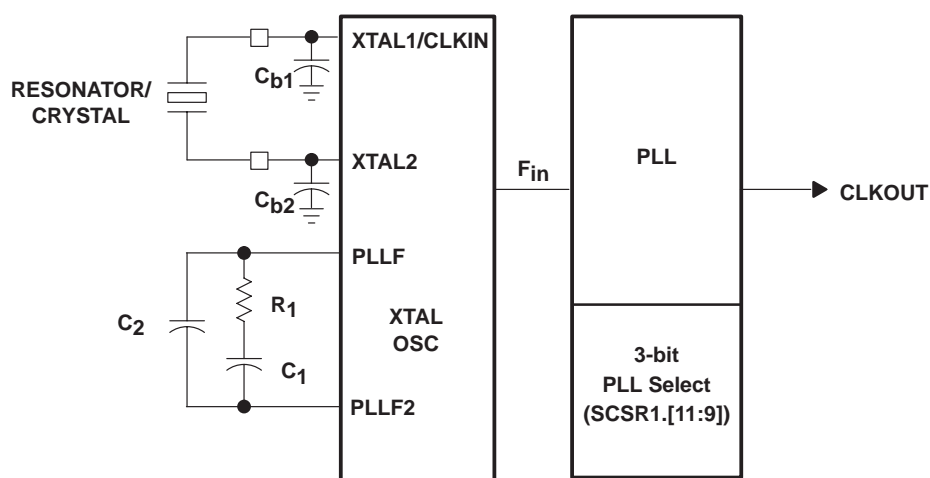 XTAL1/CLKIN
Cb1
RESONATOR/
CRYSTAL
XTAL2
Cb2
Fin
PLL
CLKOUT
PLLF
R1
C2
XTAL
OSC
C1
3-bit
PLL Select
(SCSR1.[11:9])
PLLF2